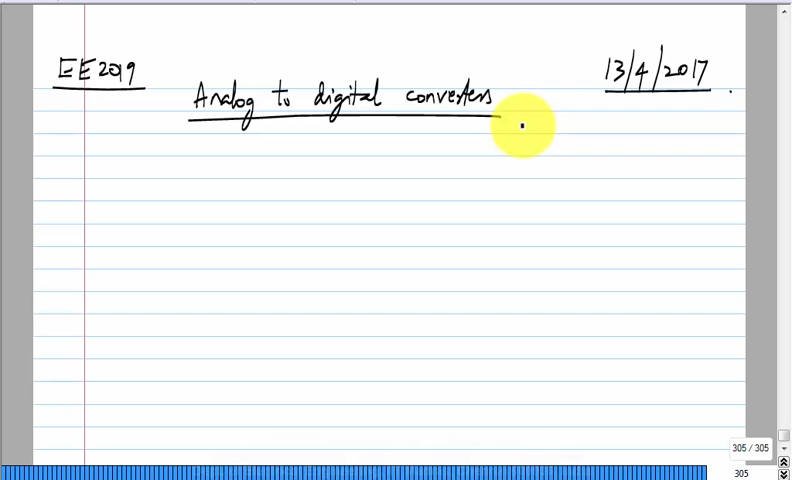 EE2019
13/4/2017
Analog to digital converters
305 / 305
305